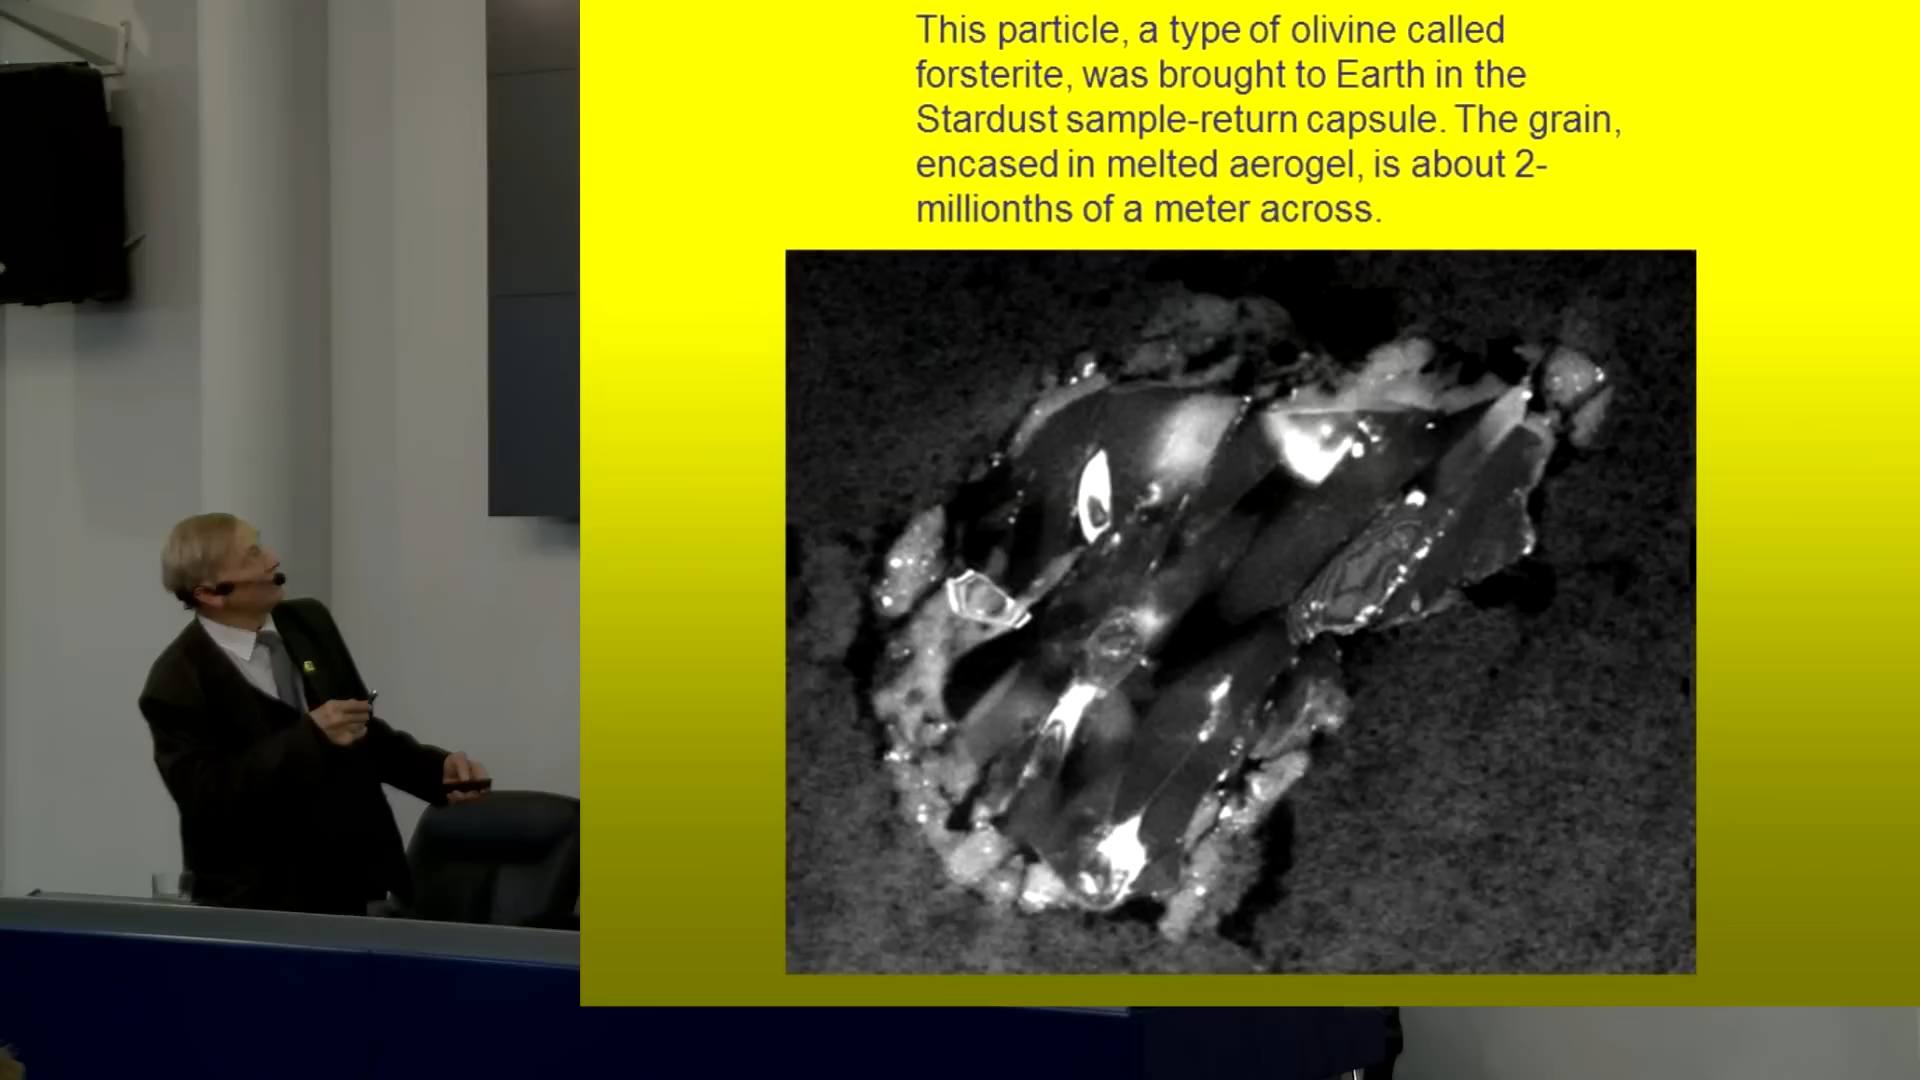 This particle, a type of olivine called
forsterite, was brought to Earth in the
Stardust sample-return capsule. The grain,
encased in melted aerogel, is about 2-
millionths of a meter across.